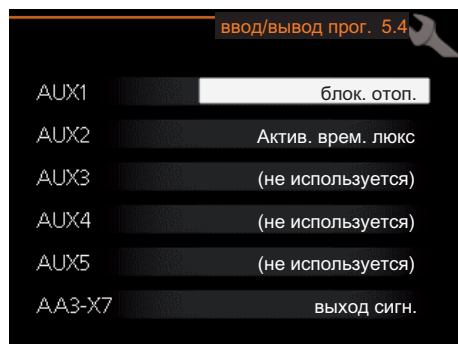 ввод/вывод прог. 5.4
AUX1 блок. отоп.
AUX2 Актив. врем. люкс
AUX3 (не используется)
AUX4 (не используется)
AUX5 (не используется)
AA3-X7 выход сигн.